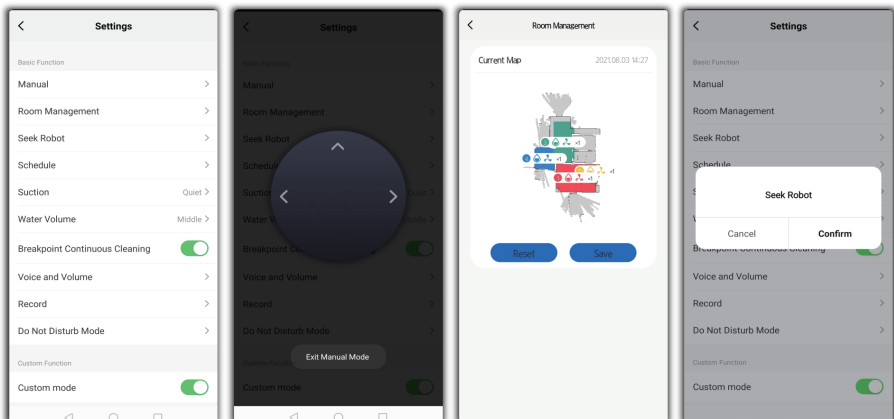 Settings
Basic Function
Manual
Room Management
Seek Robot
Schedule
Suction Quiet
Water Volume Middle
Breakpoint Continuous Cleaning
Voice and Volume
Record
Do Not Disturb Mode
Custom Function
Custom mode
Settings
Basic Function
Manual
Room Management
Seek Robot
Schedule
Suction Quiet
Water V Middle
Breakpoint C
Voice and Volume
Record
Do Not Disturb Mode
Exit Manual Mode
Custom Function
Custom mode
Room Management
Current Map 2021.08.03 14:27
x1
x1
x1
x1
Reset Save
Settings
Basic Function
Manual
Room Management
Seek Robot
Schedule
Seek Robot
Cancel Confirm
Breakpoint Continuous Cleaning
Voice and Volume
Record
Do Not Disturb Mode
Custom Function
Custom mode